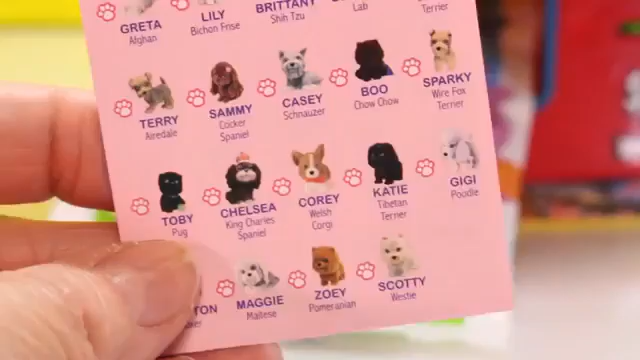 GRETA
Afghan
LILY
Bichon Frise
BRITTANY
Shih Tzu
Lab
Terrier
TERRY
Airedale
SAMMY
Cocker
Spaniel
CASEY
Schnauzer
BOO
Chow Chow
SPARKY
Wire Fox
Terrier
TOBY
Pug
CHELSEA
King Charles
Spaniel
COREY
Welsh
Corgi
KATIE
Tibetan
Terrier
GIGI
Poodle
TON
MAGGIE
Maltese
ZOEY
Pomeranian
SCOTTY
Westie